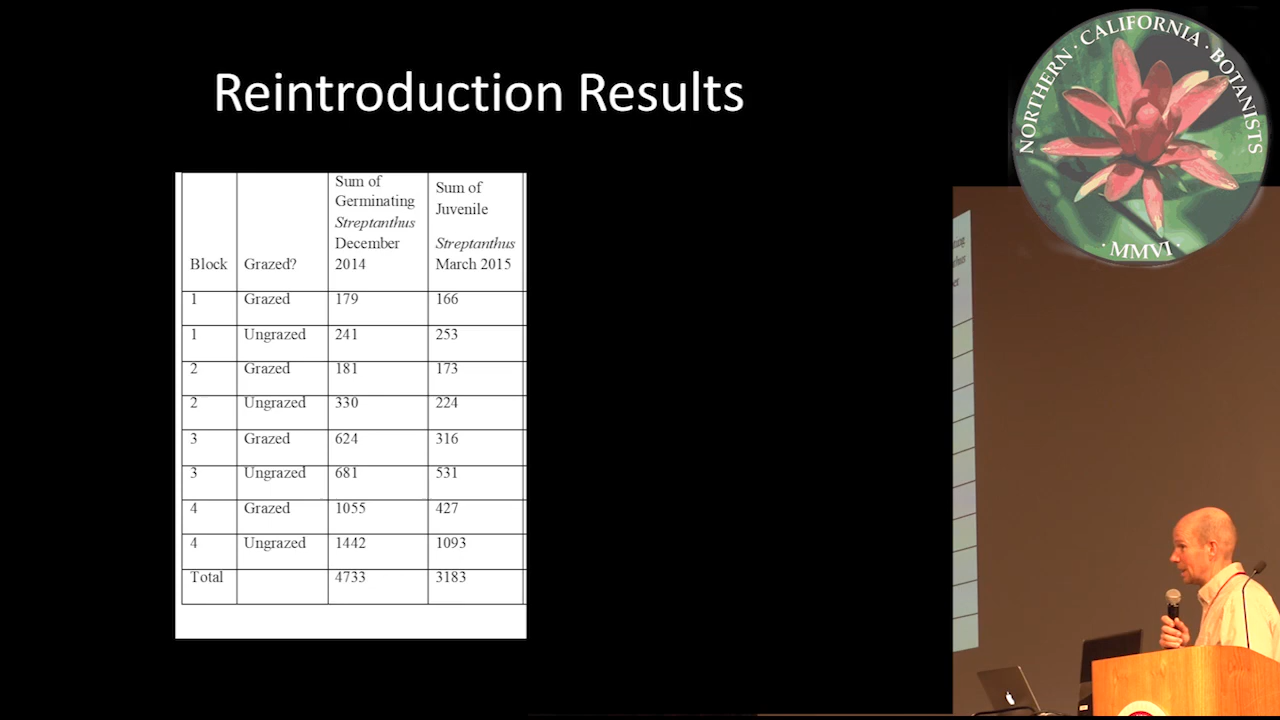 Reintroduction Results
NORTHERN · CALIFORNIA · BOTANISTS
· MMVI ·
Block Grazed? Sum of Germinating Streptanthus December 2014 Sum of Juvenile Streptanthus March 2015
1 Grazed 179 166
1 Ungrazed 241 253
2 Grazed 181 173
2 Ungrazed 330 224
3 Grazed 624 316
3 Ungrazed 681 531
4 Grazed 1055 427
4 Ungrazed 1442 1093
Total 4733 3183